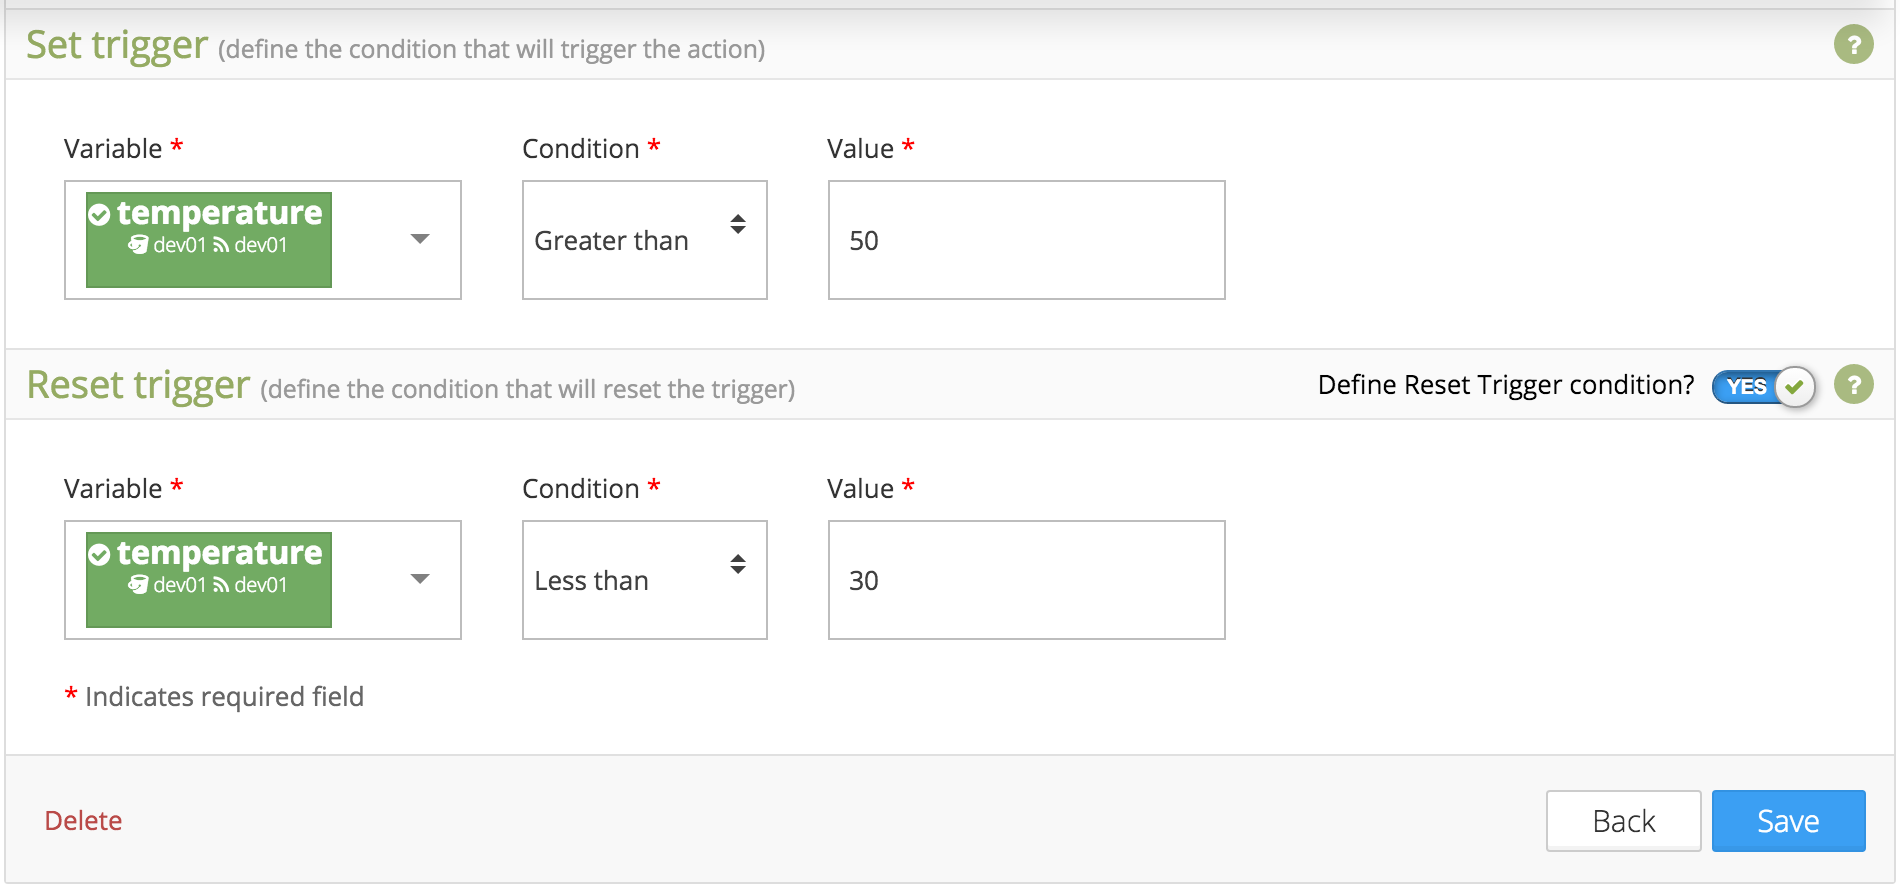 Set trigger (define the condition that will trigger the action) ?
Variable * Condition * Value *
temperature
dev01 dev01
Greater than
50
Reset trigger (define the condition that will reset the trigger) Define Reset Trigger condition? YES ?
Variable * Condition * Value *
temperature
dev01 dev01
Less than
30
* Indicates required field
Delete Back Save